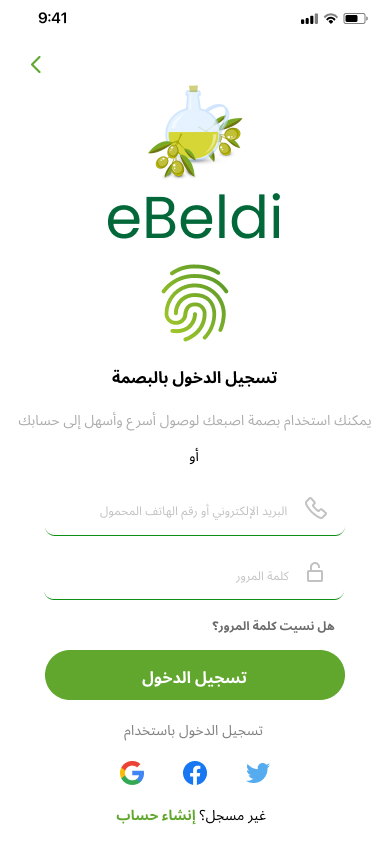 9:41
eBeldi
تسجيل الدخول بالبصمة
يمكنك استخدام بصمة اصبعك لوصول أسرع وأسهل إلى حسابك
أو
البريد الإلكتروني أو رقم الهاتف المحمول
كلمة المرور
هل نسيت كلمة المرور؟
تسجيل الدخول
تسجيل الدخول باستخدام
غير مسجل؟ إنشاء حساب